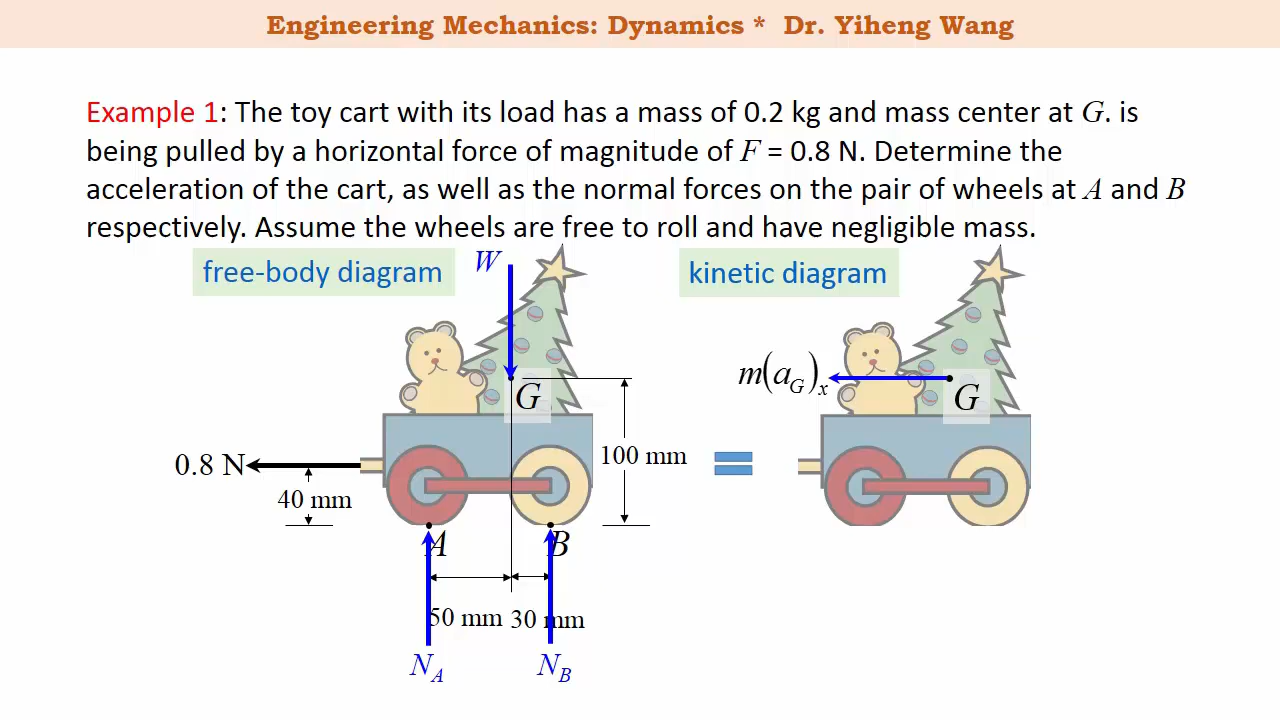 Engineering Mechanics: Dynamics * Dr. Yiheng Wang
Example 1: The toy cart with its load has a mass of 0.2 kg and mass center at G. is
being pulled by a horizontal force of magnitude of F = 0.8 N. Determine the
acceleration of the cart, as well as the normal forces on the pair of wheels at A and B
respectively. Assume the wheels are free to roll and have negligible mass.
free-body diagram
W
kinetic diagram
m(a_G)_x
G
G
0.8 N
100 mm
40 mm
A
B
50 mm
30 mm
N_A
N_B